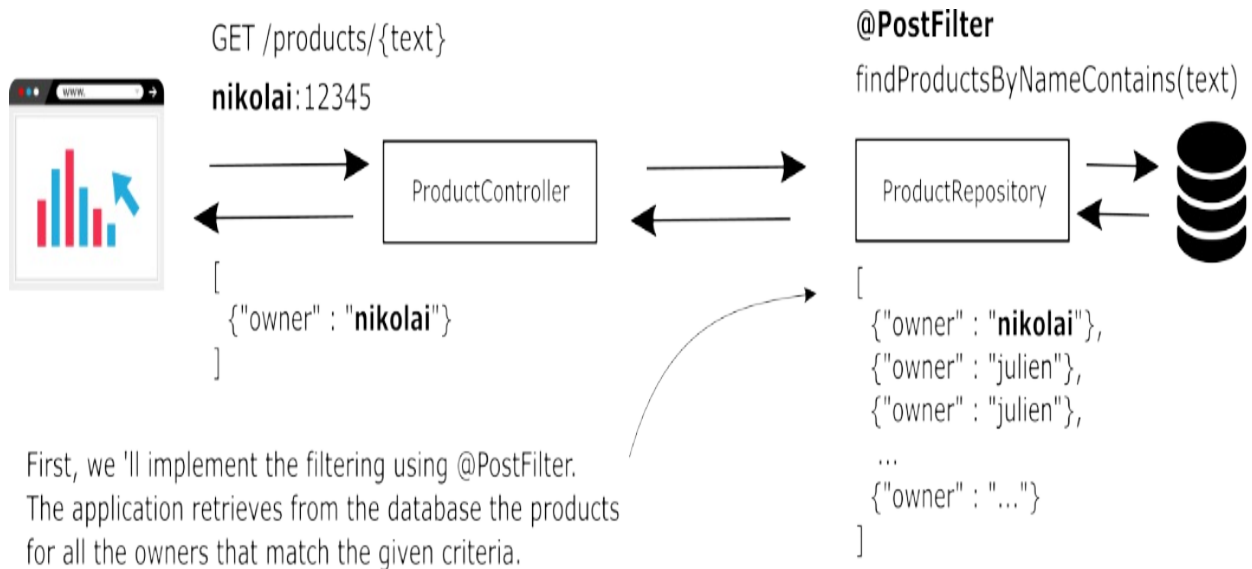 GET /products/{text}
nikolai:12345
www.
ProductController
[
{"owner" : "nikolai"}
]
@PostFilter
findProductsByNameContains(text)
ProductRepository
[
{"owner" : "nikolai"},
{"owner" : "julien"},
{"owner" : "julien"},
...
{"owner" : "..."}
]
First, we 'll implement the filtering using @PostFilter.
The application retrieves from the database the products
for all the owners that match the given criteria.